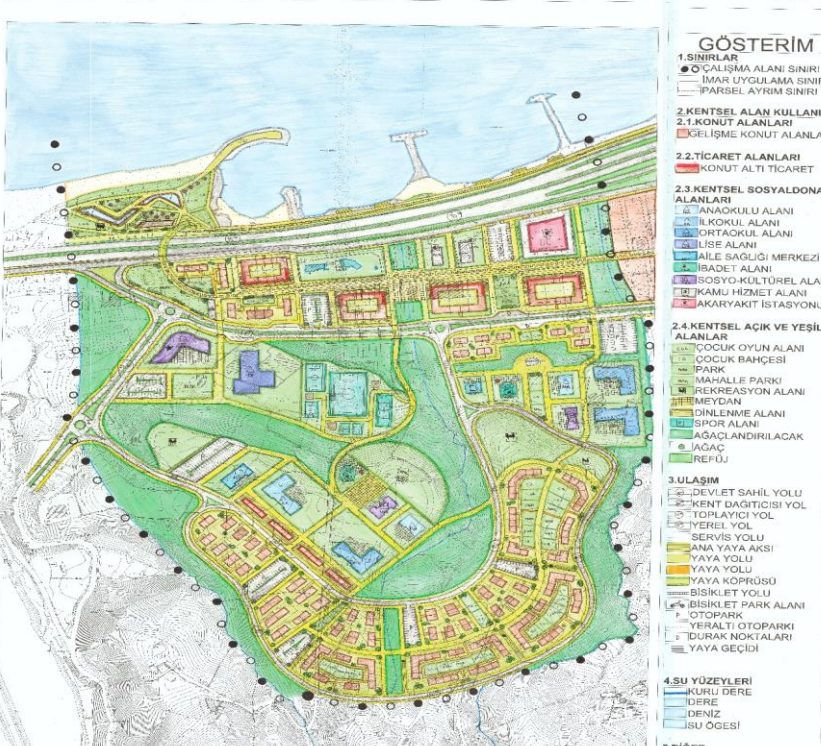 GÖSTERİM
1.SINIRLAR
ÇALIŞMA ALANI SINIRI
İMAR UYGULAMA SINIR
PARSEL AYRIM SINIRI
2.KENTSEL ALAN KULLANI
2.1.KONUT ALANLARI
GELİŞME KONUT ALANLA
2.2.TİCARET ALANLARI
KONUT ALTI TİCARET
2.3.KENTSEL SOSYALDONA
ALANLARI
ANAOKULU ALANI
İLKOKUL ALANI
ORTAOKUL ALANI
LİSE ALANI
AİLE SAĞLIĞI MERKEZİ
İBADET ALANI
SOSYO-KÜLTÜREL ALA
KAMU HİZMET ALANI
AKARYAKIT İSTASYONU
2.4.KENTSEL AÇIK VE YEŞİL
ALANLAR
ÇOCUK OYUN ALANI
ÇOCUK BAHÇESİ
PARK
MAHALLE PARKI
REKREASYON ALANI
MEYDAN
DİNLENME ALANI
SPOR ALANI
AĞAÇLANDIRILACAK
AĞAÇ
REFÜJ
3.ULAŞIM
DEVLET SAHİL YOLU
KENT DAĞITICISI YOL
TOPLAYICI YOL
YEREL YOL
SERVİS YOLU
ANA YAYA AKSI
YAYA YOLU
YAYA YOLU
YAYA KÖPRÜSÜ
BİSİKLET YOLU
BİSİKLET PARK ALANI
P OTOPARK
YERALTI OTOPARKI
D DURAK NOKTALARI
YAYA GEÇİDİ
4.SU YÜZEYLERİ
KURU DERE
DERE
DENİZ
SU ÖGESİ